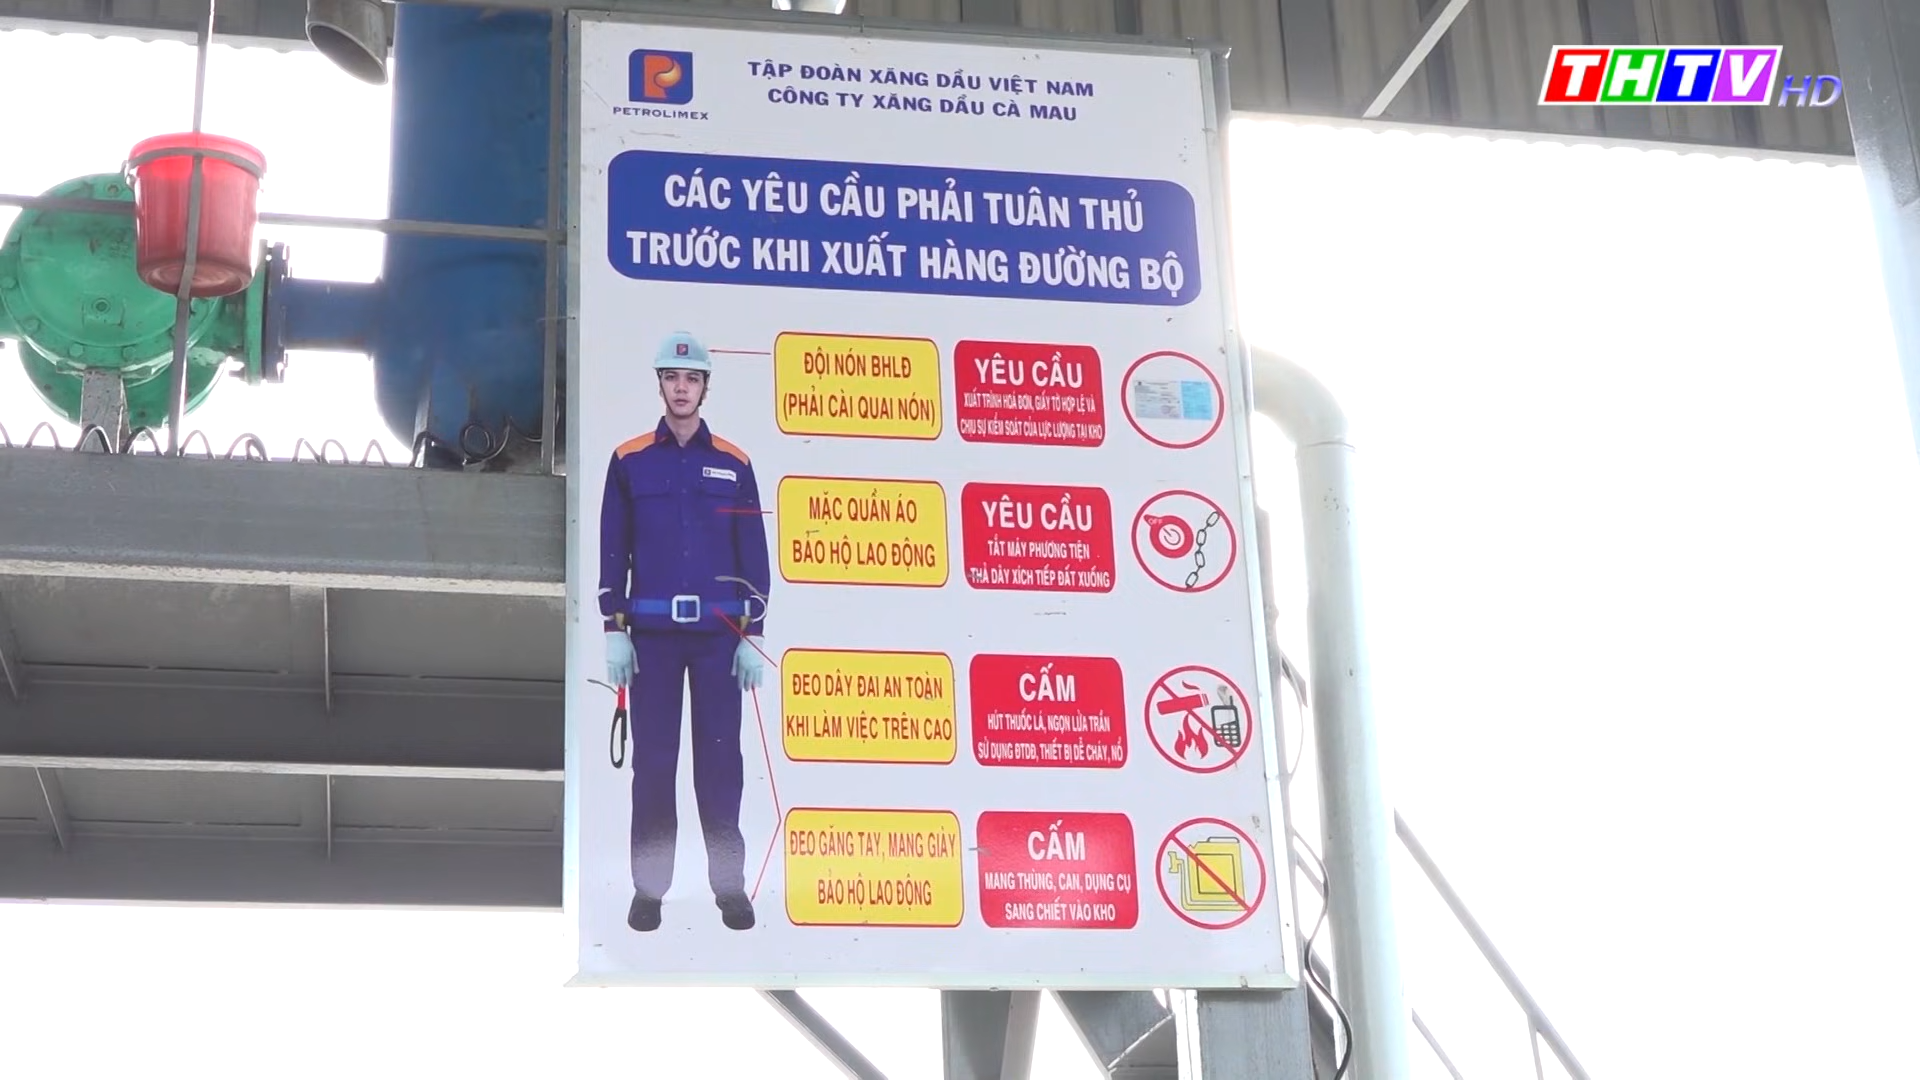 THTV HD
PETROLIMEX
TẬP ĐOÀN XĂNG DẦU VIỆT NAM
CÔNG TY XĂNG DẦU CÀ MAU
CÁC YÊU CẦU PHẢI TUÂN THỦ
TRƯỚC KHI XUẤT HÀNG ĐƯỜNG BỘ
ĐỘI NÓN BHLĐ
(PHẢI CÀI QUAI NÓN)
YÊU CẦU
XUẤT TRÌNH HOÁ ĐƠN, GIẤY TỜ HỢP LỆ VÀ
CHỊU SỰ KIỂM SOÁT CỦA LỰC LƯỢNG TẠI KHO
MẶC QUẦN ÁO
BẢO HỘ LAO ĐỘNG
YÊU CẦU
TẮT MÁY PHƯƠNG TIỆN
THẢ DÂY XÍCH TIẾP ĐẤT XUỐNG
OFF
ĐEO DÂY ĐAI AN TOÀN
KHI LÀM VIỆC TRÊN CAO
CẤM
HÚT THUỐC LÁ, NGỌN LỬA TRẦN
SỬ DỤNG ĐTDĐ, THIẾT BỊ DỄ CHÁY, NỔ
ĐEO GĂNG TAY, MANG GIÀY
BẢO HỘ LAO ĐỘNG
CẤM
MANG THÙNG, CAN, DỤNG CỤ
SANG CHIẾT VÀO KHO